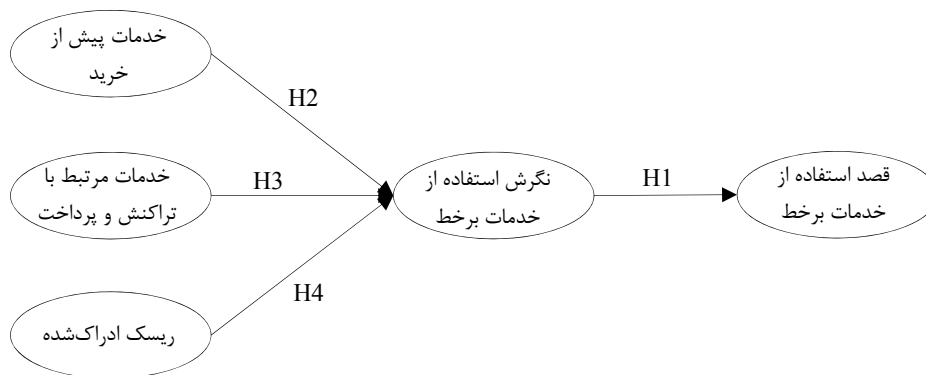 خدمات پیش از
خرید
H2
خدمات مرتبط با
تراکنش و پرداخت
H3
نگرش استفاده از
خدمات برخط
H1
قصد استفاده از
خدمات برخط
H4
ریسک ادراک‌شده